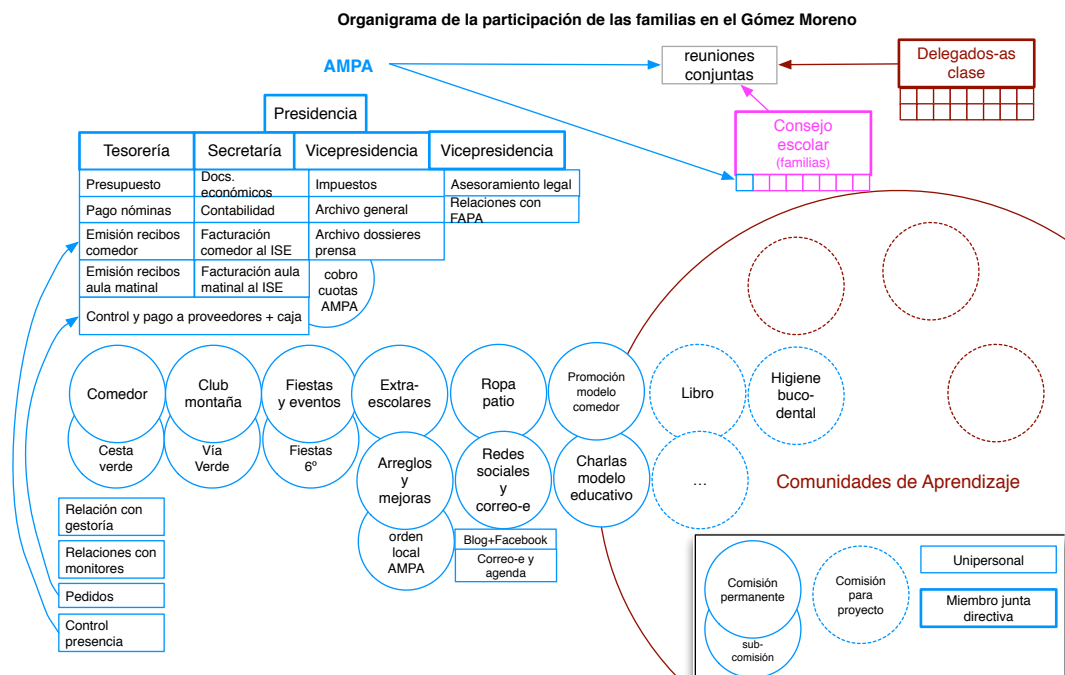 Organigrama de la participación de las familias en el Gómez Moreno
AMPA
reuniones
conjuntas
Delegados-as
clase
Presidencia
Consejo
escolar
(familias)
Tesorería
Secretaría
Vicepresidencia
Vicepresidencia
Presupuesto
Docs.
económicos
Impuestos
Asesoramiento legal
Pago nóminas
Contabilidad
Archivo general
Relaciones con
FAPA
Emisión recibos
comedor
Facturación
comedor al ISE
Archivo dossieres
prensa
Emisión recibos
aula matinal
Facturación aula
matinal al ISE
cobro
cuotas
AMPA
Control y pago a proveedores + caja
Comedor
Club
montaña
Fiestas
y eventos
Extra-
escolares
Ropa
patio
Promoción
modelo
comedor
Libro
Higiene
buco-
dental
Cesta
verde
Vía
Verde
Fiestas
6º
Arreglos
y
mejoras
Redes
sociales
y
correo-e
Charlas
modelo
educativo
...
Comunidades de Aprendizaje
orden
local
AMPA
Blog+Facebook
Correo-e y
agenda
Relación con
gestoría
Relaciones con
monitores
Pedidos
Control
presencia
Comisión
permanente
sub-
comisión
Comisión
para
proyecto
Unipersonal
Miembro junta
directiva